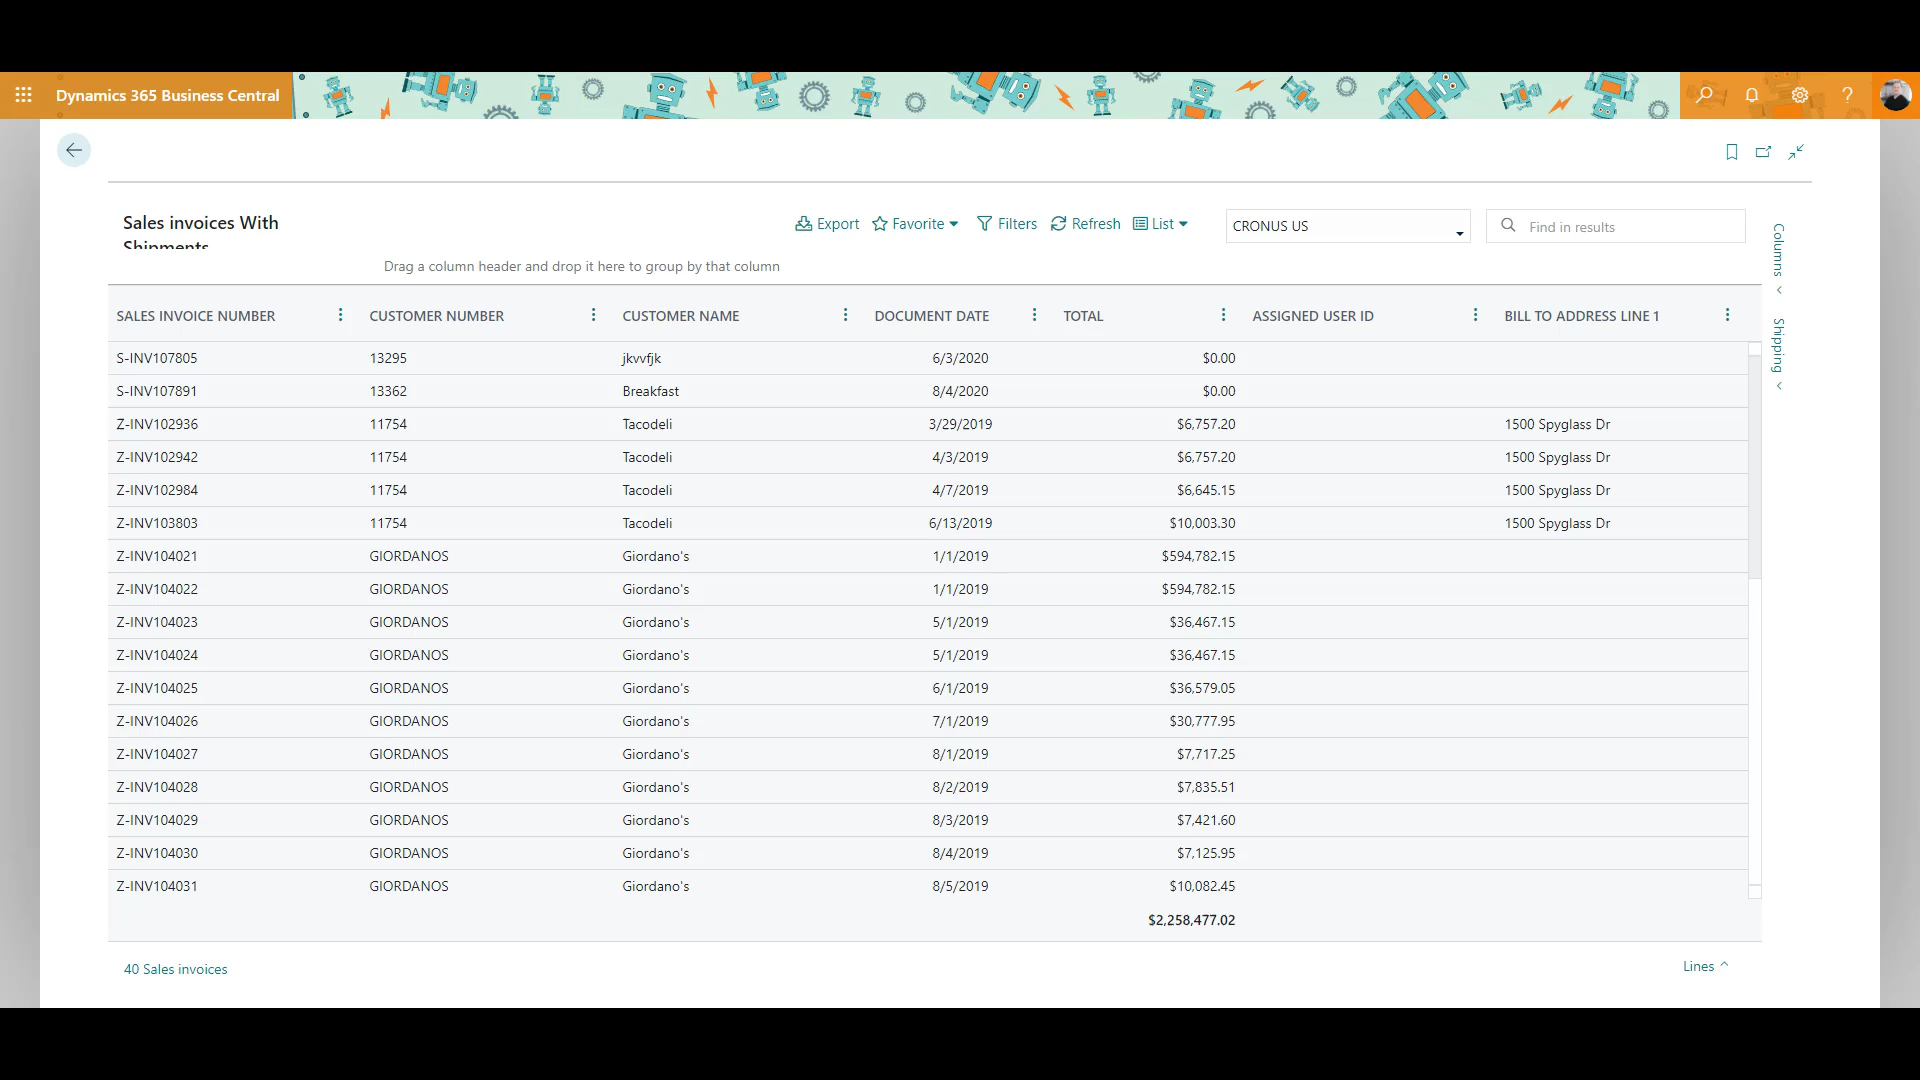 Dynamics 365 Business Central
?
Sales invoices With
Shipments
Export Favorite Filters Refresh List
CRONUS US
Find in results
Columns
Shipping
Drag a column header and drop it here to group by that column
SALES INVOICE NUMBER CUSTOMER NUMBER CUSTOMER NAME DOCUMENT DATE TOTAL ASSIGNED USER ID BILL TO ADDRESS LINE 1
S-INV107805 13295 jkvvfjk 6/3/2020 $0.00
S-INV107891 13362 Breakfast 8/4/2020 $0.00
Z-INV102936 11754 Tacodeli 3/29/2019 $6,757.20 1500 Spyglass Dr
Z-INV102942 11754 Tacodeli 4/3/2019 $6,757.20 1500 Spyglass Dr
Z-INV102984 11754 Tacodeli 4/7/2019 $6,645.15 1500 Spyglass Dr
Z-INV103803 11754 Tacodeli 6/13/2019 $10,003.30 1500 Spyglass Dr
Z-INV104021 GIORDANOS Giordano's 1/1/2019 $594,782.15
Z-INV104022 GIORDANOS Giordano's 1/1/2019 $594,782.15
Z-INV104023 GIORDANOS Giordano's 5/1/2019 $36,467.15
Z-INV104024 GIORDANOS Giordano's 5/1/2019 $36,467.15
Z-INV104025 GIORDANOS Giordano's 6/1/2019 $36,579.05
Z-INV104026 GIORDANOS Giordano's 7/1/2019 $30,777.95
Z-INV104027 GIORDANOS Giordano's 8/1/2019 $7,717.25
Z-INV104028 GIORDANOS Giordano's 8/2/2019 $7,835.51
Z-INV104029 GIORDANOS Giordano's 8/3/2019 $7,421.60
Z-INV104030 GIORDANOS Giordano's 8/4/2019 $7,125.95
Z-INV104031 GIORDANOS Giordano's 8/5/2019 $10,082.45
$2,258,477.02
40 Sales invoices
Lines